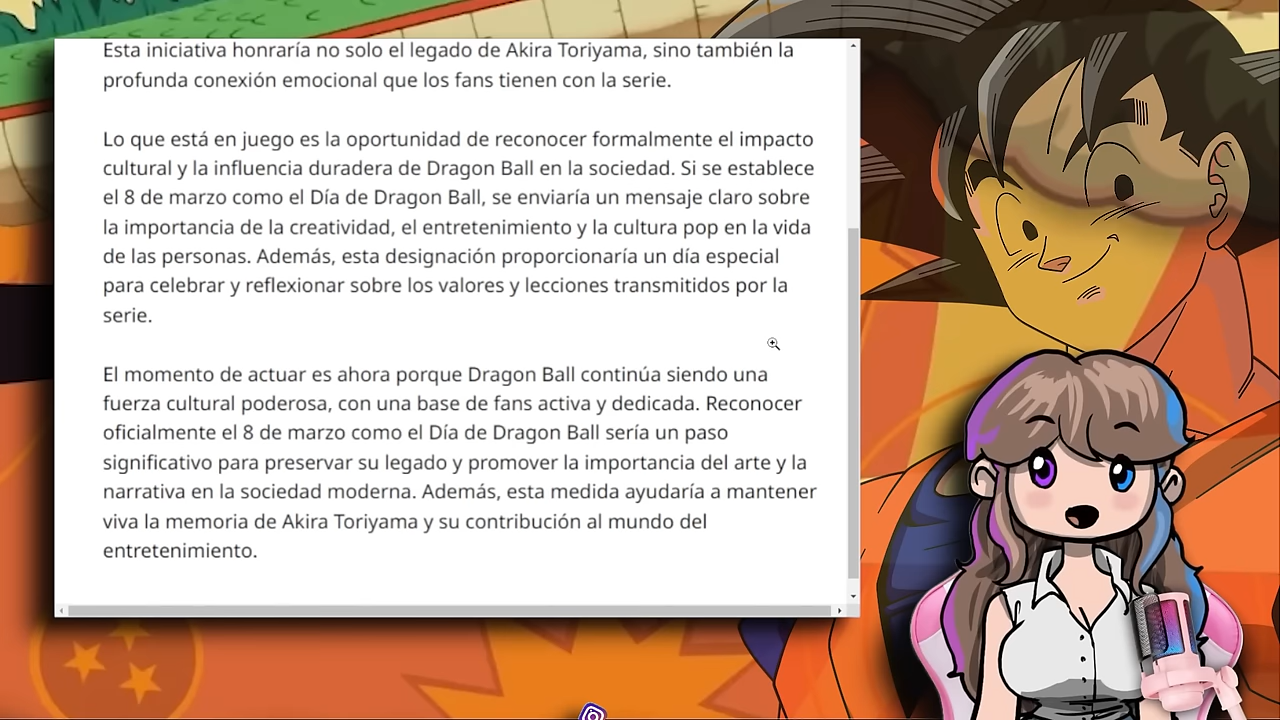 Esta iniciativa honraría no solo el legado de Akira Toriyama, sino también la
profunda conexión emocional que los fans tienen con la serie.
Lo que está en juego es la oportunidad de reconocer formalmente el impacto
cultural y la influencia duradera de Dragon Ball en la sociedad. Si se establece
el 8 de marzo como el Día de Dragon Ball, se enviaría un mensaje claro sobre
la importancia de la creatividad, el entretenimiento y la cultura pop en la vida
de las personas. Además, esta designación proporcionaría un día especial
para celebrar y reflexionar sobre los valores y lecciones transmitidos por la
serie.
El momento de actuar es ahora porque Dragon Ball continúa siendo una
fuerza cultural poderosa, con una base de fans activa y dedicada. Reconocer
oficialmente el 8 de marzo como el Día de Dragon Ball sería un paso
significativo para preservar su legado y promover la importancia del arte y la
narrativa en la sociedad moderna. Además, esta medida ayudaría a mantener
viva la memoria de Akira Toriyama y su contribución al mundo del
entretenimiento.